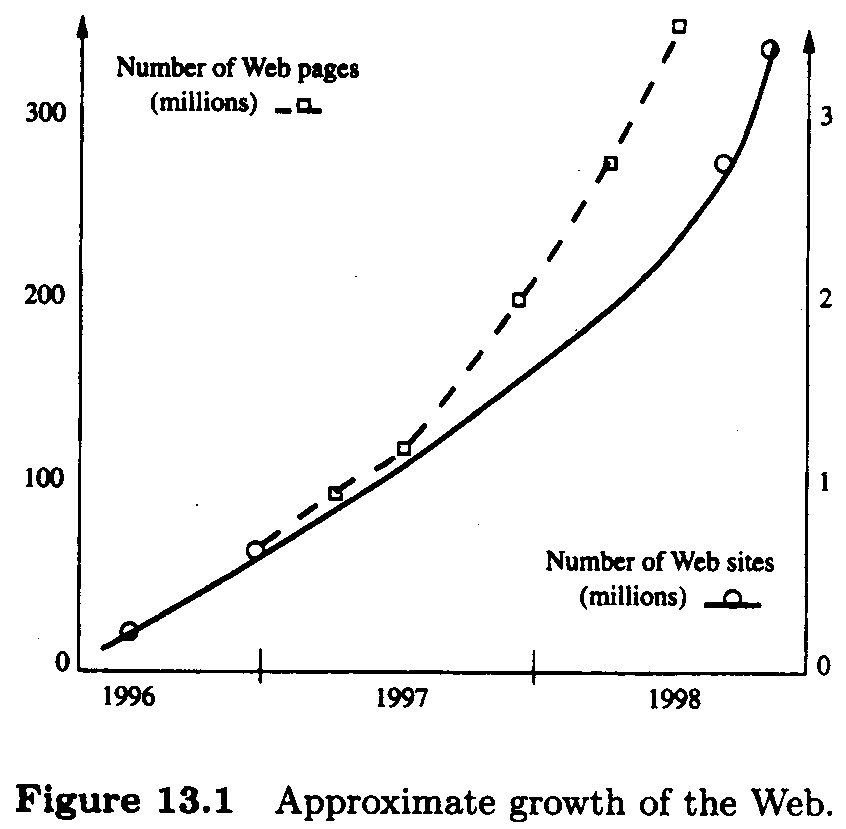 Number of Web pages
(millions)
300
200
100
0
3
2
1
0
Number of Web sites
(millions)
1996
1997
1998
Figure 13.1 Approximate growth of the Web.